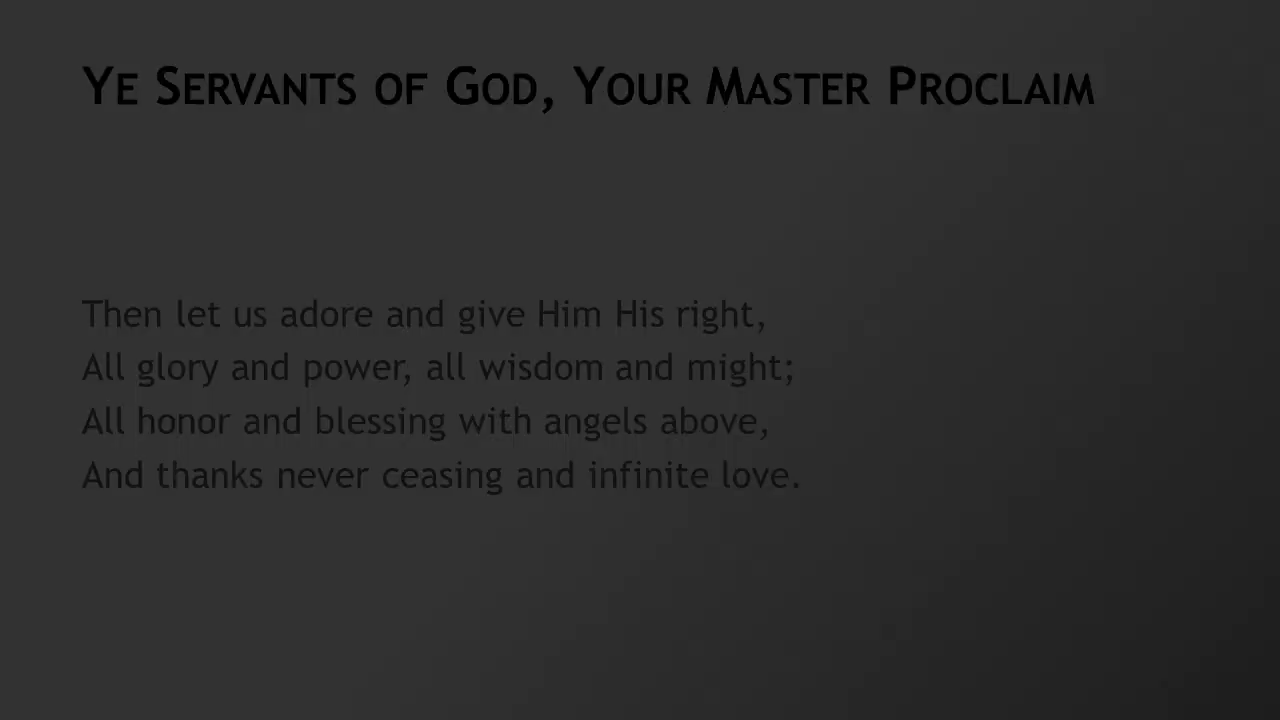 Ye Servants of God, Your Master Proclaim
Then let us adore and give Him His right,
All glory and power, all wisdom and might;
All honor and blessing with angels above,
And thanks never ceasing and infinite love.